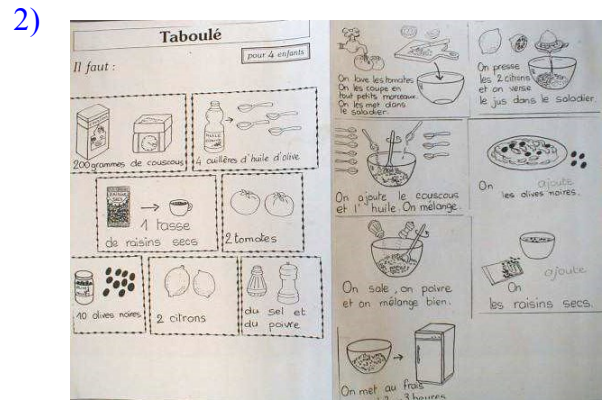 2)
Taboulé
pour 4 enfants
Il faut :
200 grammes de couscous
4 cuillères d'huile d'olive
1 tasse
de raisins secs
2 tomates
10 olives noires
2 citrons
du sel et
du poivre
On lave les tomates
On les coupe en
tout petits morceaux.
On les met dans
le saladier.
On presse
les 2 citrons
et on verse
le jus dans le saladier.
On ajoute le couscous
et l'huile. On mélange.
On ajoute
les olives noires.
On sale, on poivre
et on mélange bien.
ajoute
On
les raisins secs.
On met au frais
3 heures